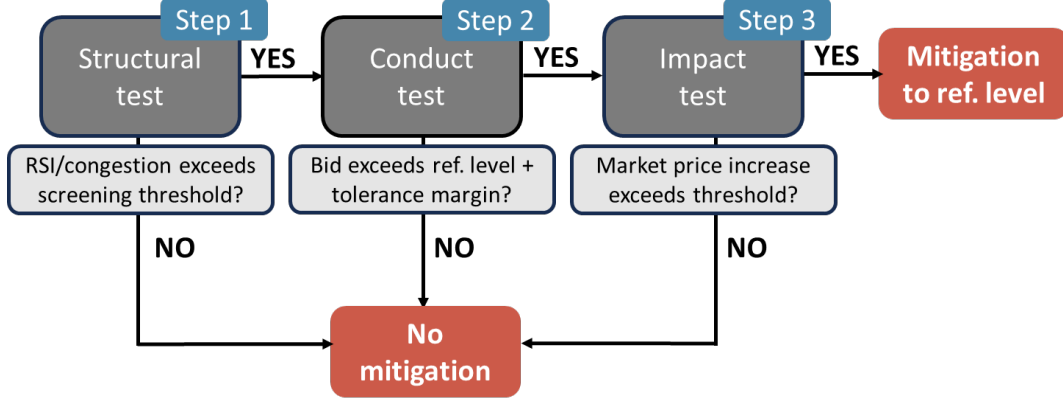 Step 1
Structural
test
YES
Step 2
Conduct
test
YES
Step 3
Impact
test
YES
Mitigation
to ref. level
RSI/congestion exceeds
screening threshold?
Bid exceeds ref. level +
tolerance margin?
Market price increase
exceeds threshold?
NO
NO
NO
No
mitigation